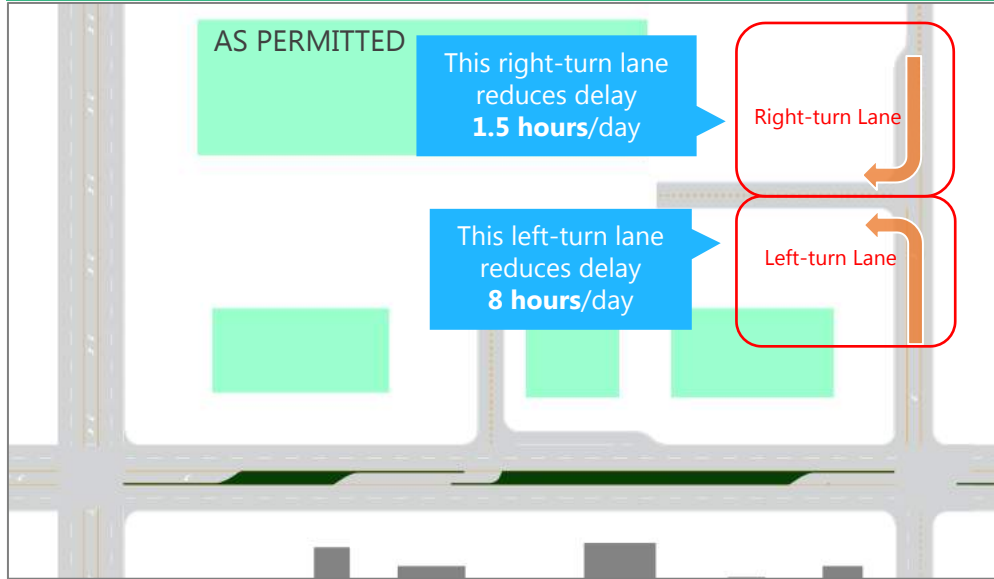 AS PERMITTED
This right-turn lane
reduces delay
1.5 hours/day
Right-turn Lane
This left-turn lane
reduces delay
8 hours/day
Left-turn Lane